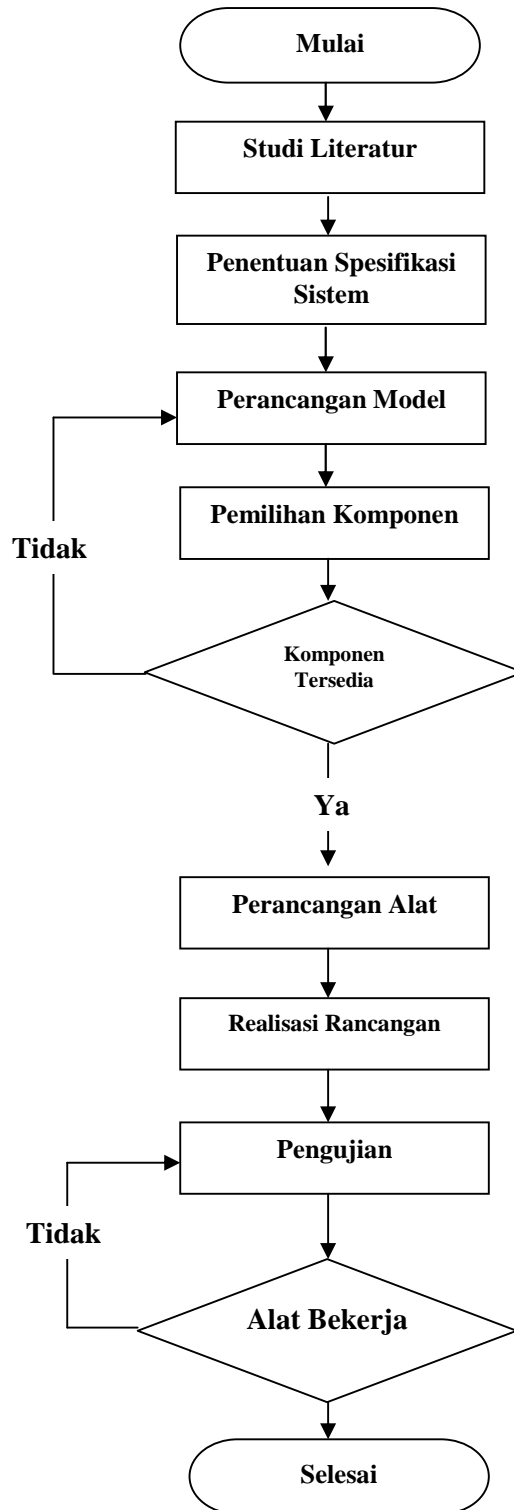 Mulai
Studi Literatur
Penentuan Spesifikasi
Sistem
Perancangan Model
Pemilihan Komponen
Tidak
Komponen
Tersedia
Ya
Perancangan Alat
Realisasi Rancangan
Pengujian
Tidak
Alat Bekerja
Selesai